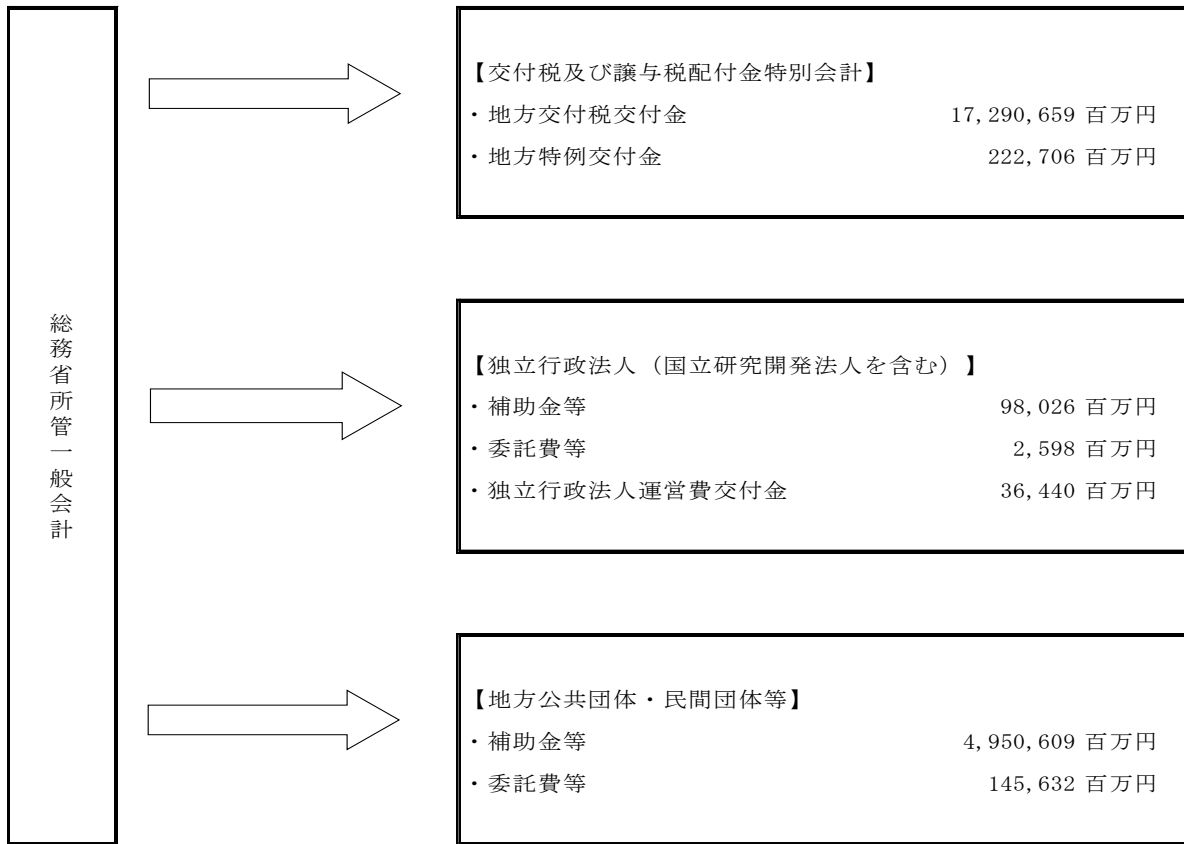 総務省所管一般会計
【交付税及び譲与税配付金特別会計】
・地方交付税交付金 17,290,659 百万円
・地方特例交付金 222,706 百万円
【独立行政法人（国立研究開発法人を含む）】
・補助金等 98,026 百万円
・委託費等 2,598 百万円
・独立行政法人運営費交付金 36,440 百万円
【地方公共団体・民間団体等】
・補助金等 4,950,609 百万円
・委託費等 145,632 百万円